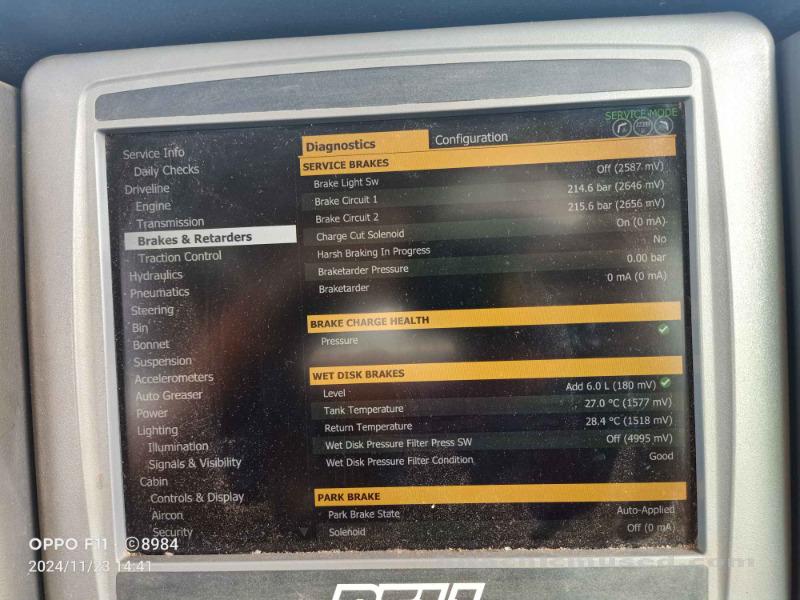 SERVICE MODE
Diagnostics Configuration
Service Info
Daily Checks
Driveline
Engine
Transmission
Brakes & Retarders
Traction Control
Hydraulics
Pneumatics
Steering
Bin
Bonnet
Suspension
Accelerometers
Auto Greaser
Power
Lighting
Illumination
Signals & Visibility
Cabin
Controls & Display
Aircon
Security
SERVICE BRAKES
Brake Light Sw Off (2587 mV)
Brake Circuit 1 214.6 bar (2646 mV)
Brake Circuit 2 215.6 bar (2656 mV)
Charge Cut Solenoid On (0 mA)
Harsh Braking In Progress No
Braketarder Pressure 0.00 bar
Braketarder 0 mA (0 mA)
BRAKE CHARGE HEALTH
Pressure
WET DISK BRAKES
Level Add 6.0 L (180 mV)
Tank Temperature 27.0 °C (1577 mV)
Return Temperature 28.4 °C (1518 mV)
Wet Disk Pressure Filter Press SW Off (4995 mV)
Wet Disk Pressure Filter Condition Good
PARK BRAKE
Park Brake State Auto-Applied
Solenoid Off (0 mA)
OPPO F11 · ©8984
2024/11/23 14:41